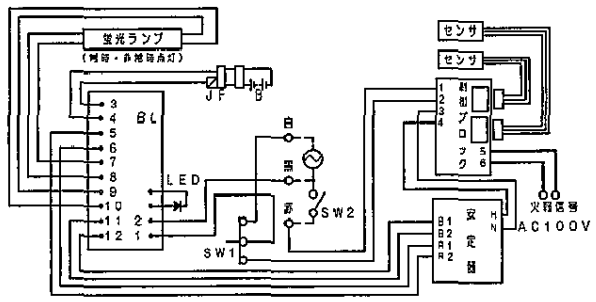 蛍光ランプ
(常時・非常時点灯)
センサ
センサ
J F B
3
4
5
6
7
8
9
10
11
12
BL
LED
2
1
白
黒
赤
SW1
SW2
1
2
3
4
制御ブロック
5
6
火報信号
AC100V
B1
B2
R2
安定器
H
N